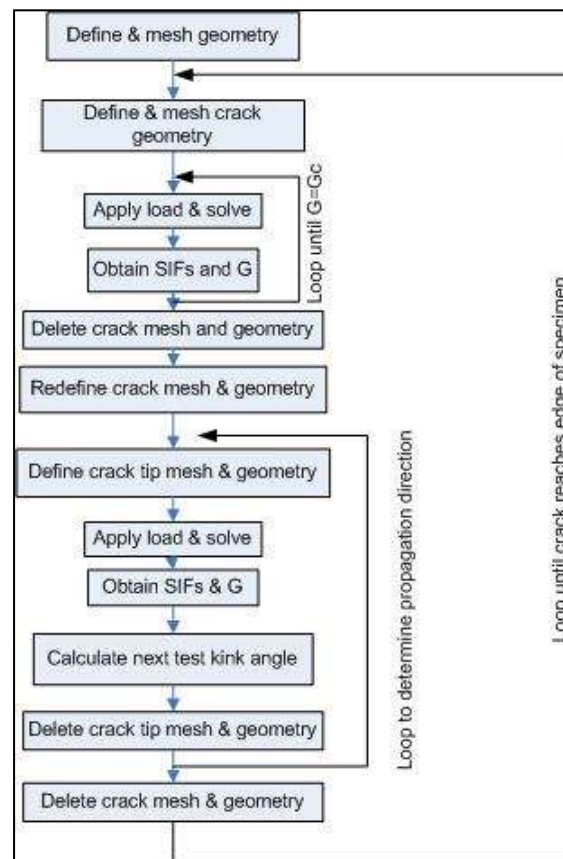 Define & mesh geometry
Define & mesh crack
geometry
Apply load & solve
Obtain SIFs and G
Loop until G=Gc
Delete crack mesh and geometry
Redefine crack mesh & geometry
Define crack tip mesh & geometry
Apply load & solve
Obtain SIFs & G
Calculate next test kink angle
Delete crack tip mesh & geometry
Loop to determine propagation direction
Delete crack mesh & geometry
Loop until crack reaches edge of specimen